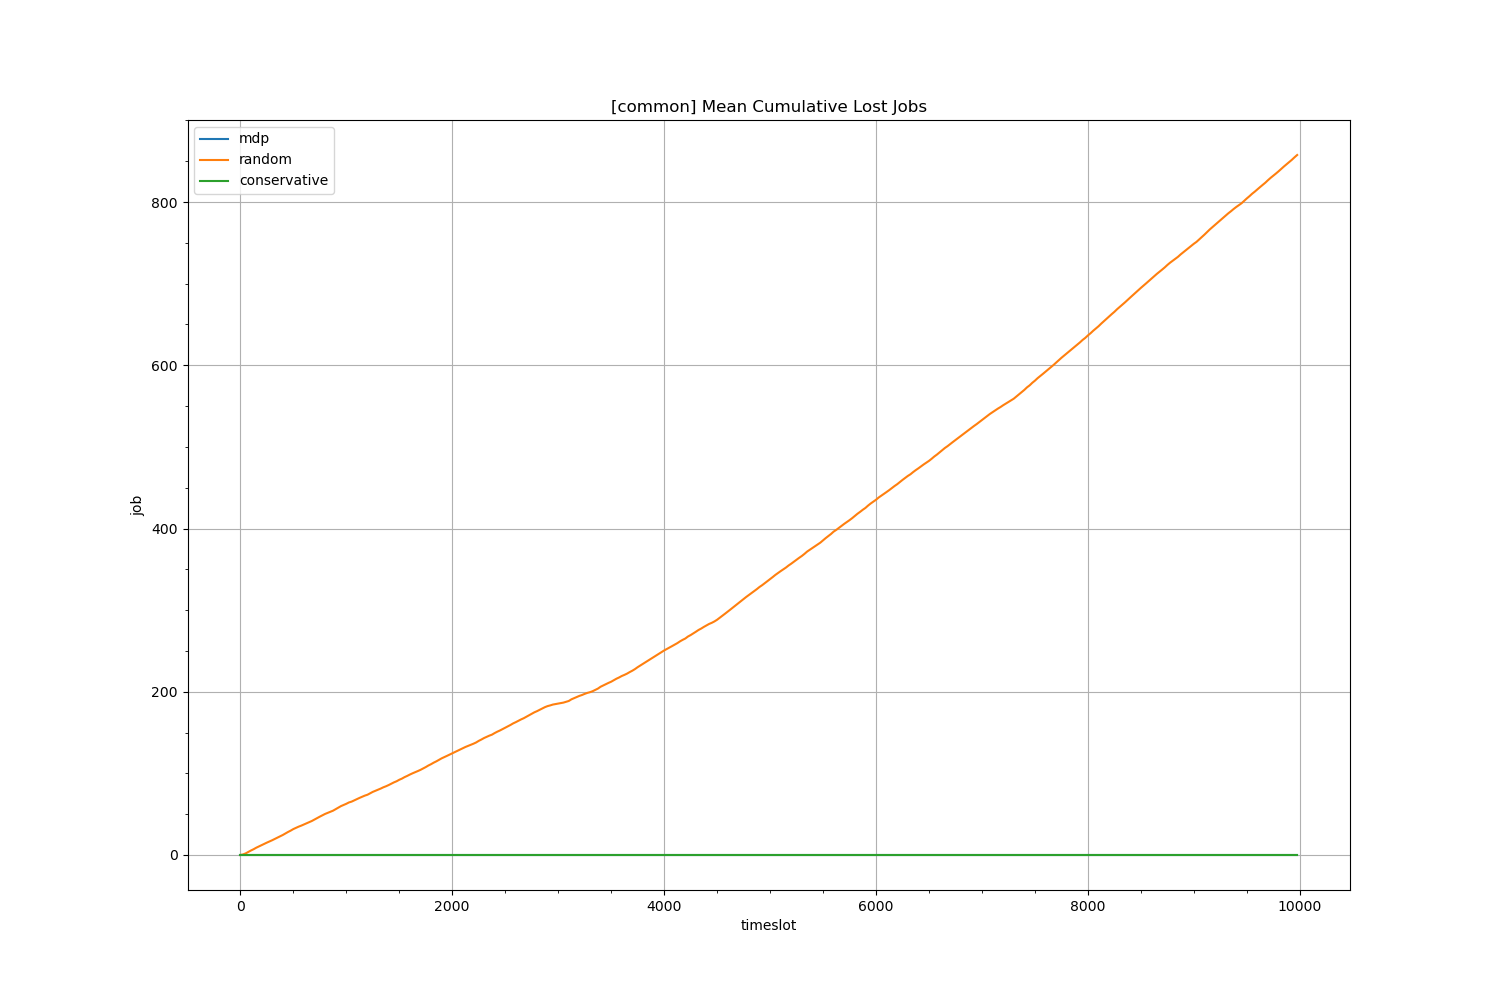 [common] Mean Cumulative Lost Jobs
mdp
random
conservative
800
600
400
200
0
job
0 2000 4000 6000 8000 10000
timeslot